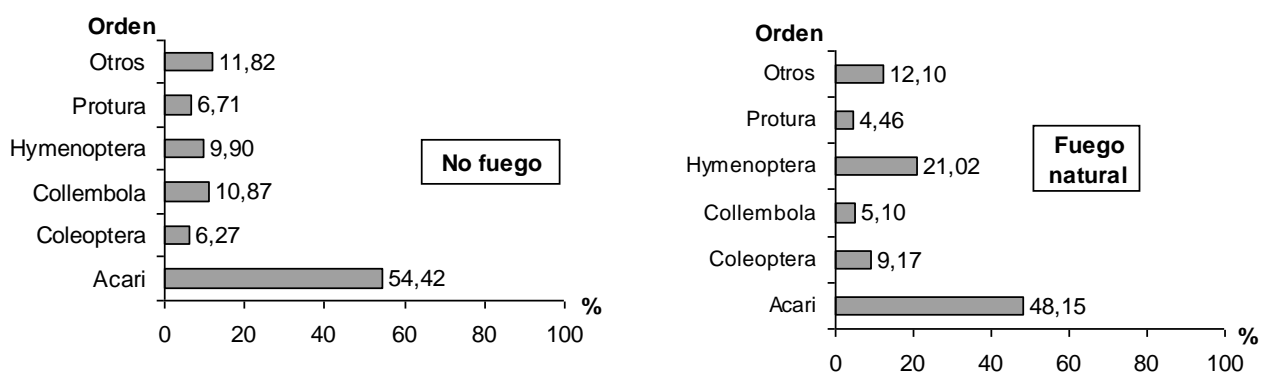 Orden
Otros 11,82
Protura 6,71
Hymenoptera 9,90
Collembola 10,87
Coleoptera 6,27
Acari 54,42
%
0 20 40 60 80 100
No fuego
Orden
Otros 12,10
Protura 4,46
Hymenoptera 21,02
Collembola 5,10
Coleoptera 9,17
Acari 48,15
%
0 20 40 60 80 100
Fuego
natural